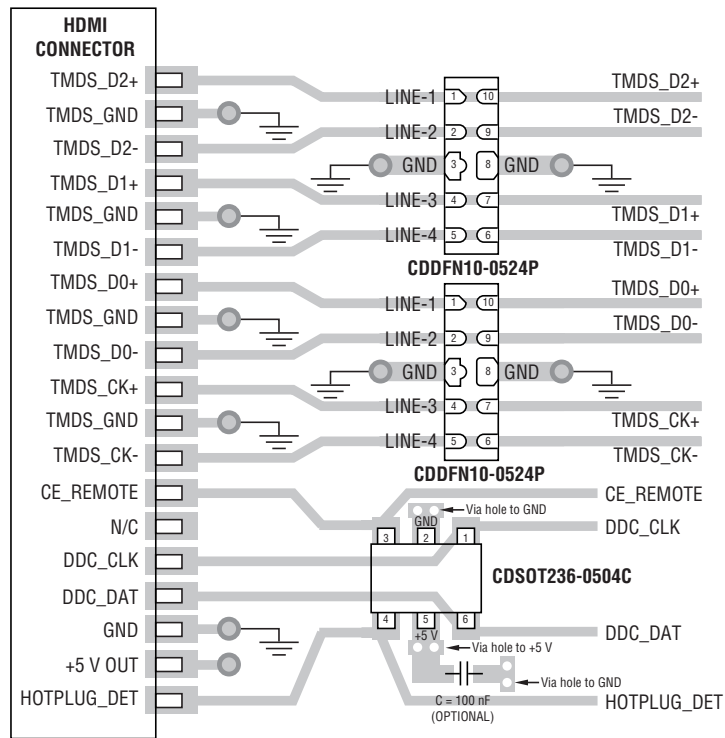 HDMI
CONNECTOR
TMDS_D2+
TMDS_GND
TMDS_D2-
TMDS_D1+
TMDS_GND
TMDS_D1-
TMDS_D0+
TMDS_GND
TMDS_D0-
TMDS_CK+
TMDS_GND
TMDS_CK-
CE_REMOTE
N/C
DDC_CLK
DDC_DAT
GND
+5 V OUT
HOTPLUG_DET
LINE-1 1 10 TMDS_D2+
LINE-2 2 9 TMDS_D2-
GND 3 8 GND
LINE-3 4 7 TMDS_D1+
LINE-4 5 6 TMDS_D1-
CDDFN10-0524P
LINE-1 1 10 TMDS_D0+
LINE-2 2 9 TMDS_D0-
GND 3 8 GND
LINE-3 4 7 TMDS_CK+
LINE-4 5 6 TMDS_CK-
CDDFN10-0524P
CE_REMOTE
Via hole to GND
GND
DDC_CLK
3 2 1
CDSOT236-0504C
4 5 6
+5 V
DDC_DAT
Via hole to +5 V
Via hole to GND
C = 100 nF
(OPTIONAL)
HOTPLUG_DET